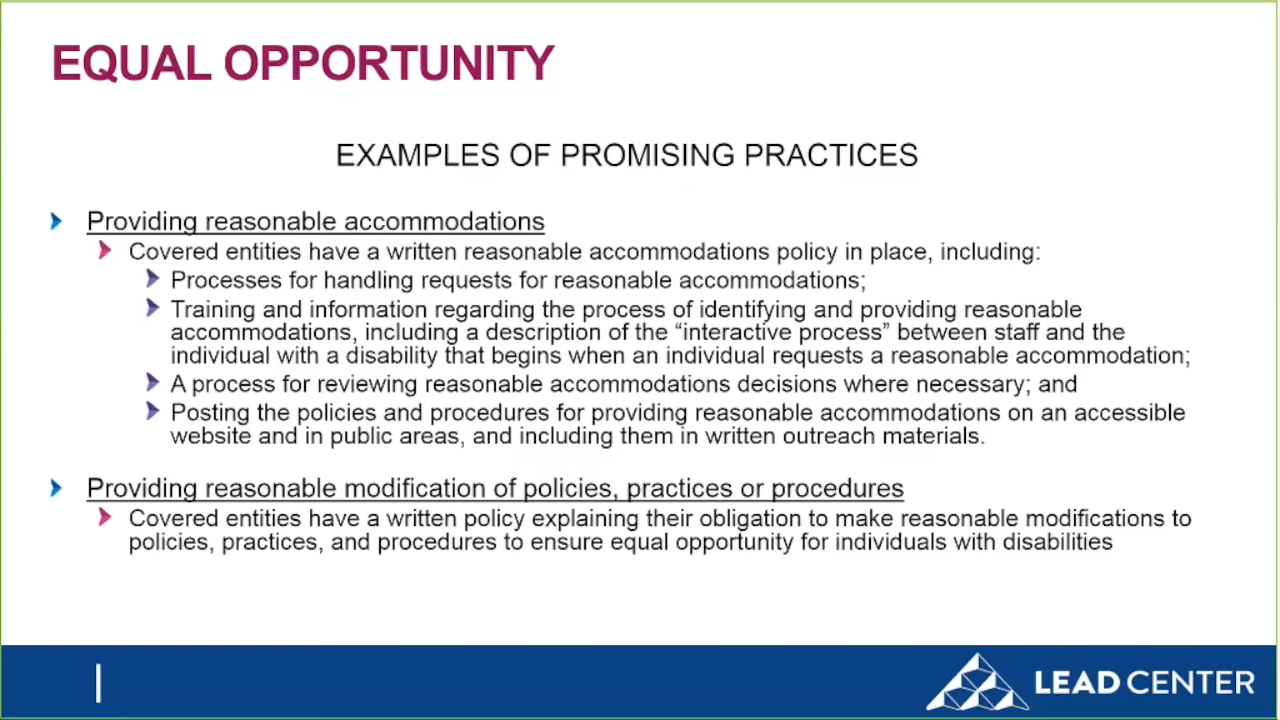 EQUAL OPPORTUNITY
EXAMPLES OF PROMISING PRACTICES
Providing reasonable accommodations
Covered entities have a written reasonable accommodations policy in place, including:
Processes for handling requests for reasonable accommodations;
Training and information regarding the process of identifying and providing reasonable
accommodations, including a description of the “interactive process” between staff and the
individual with a disability that begins when an individual requests a reasonable accommodation;
A process for reviewing reasonable accommodations decisions where necessary; and
Posting the policies and procedures for providing reasonable accommodations on an accessible
website and in public areas, and including them in written outreach materials.
Providing reasonable modification of policies, practices or procedures
Covered entities have a written policy explaining their obligation to make reasonable modifications to
policies, practices, and procedures to ensure equal opportunity for individuals with disabilities
LEAD CENTER